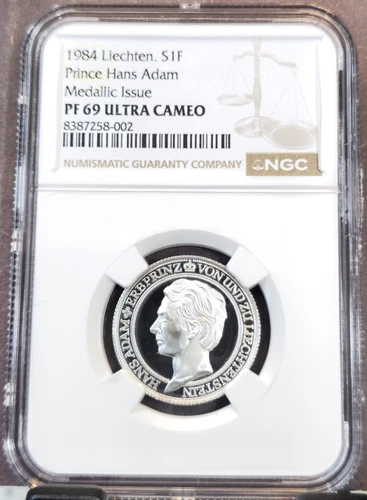 1984 Liechten. S1F
Prince Hans Adam
Medallic Issue
PF 69 ULTRA CAMEO
8387258-002
NUMISMATIC GUARANTY COMPANY
NGC
HANS ADAM ERBPRINZ VON UND ZU LIECHTENSTEIN